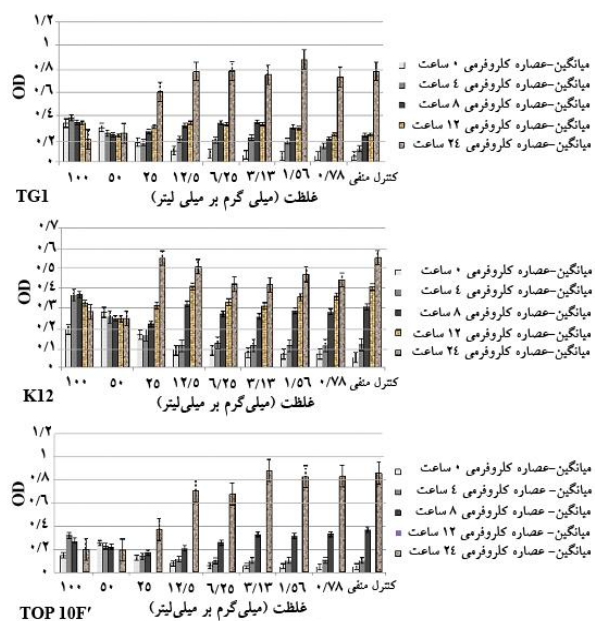 ۱/۲
۱
۰/۸
۰/۶
۰/۴
۰/۲
۰
OD
۱۰۰ ۵۰ ۲۵ ۱۲/۵ ۶/۲۵ ۳/۱۳ ۱/۵۶ ۰/۷۸ کنترل منفی
غلظت (میلی گرم بر میلی لیتر)
TG1
میانگین-عصاره کلروفرمی ۰ ساعت
میانگین-عصاره کلروفرمی ۴ ساعت
میانگین-عصاره کلروفرمی ۸ ساعت
میانگین-عصاره کلروفرمی ۱۲ ساعت
میانگین-عصاره کلروفرمی ۲۴ ساعت
۰/۷
۰/۶
۰/۵
۰/۴
۰/۳
۰/۲
۰/۱
۰
OD
۱۰۰ ۵۰ ۲۵ ۱۲/۵ ۶/۲۵ ۳/۱۳ ۱/۵۶ ۰/۷۸ کنترل منفی
غلظت (میلی‌گرم بر میلی‌لیتر)
K12
میانگین-عصاره کلروفرمی ۰ ساعت
میانگین-عصاره کلروفرمی ۴ ساعت
میانگین-عصاره کلروفرمی ۸ ساعت
میانگین-عصاره کلروفرمی ۱۲ ساعت
میانگین-عصاره کلروفرمی ۲۴ ساعت
۱/۲
۱
۰/۸
۰/۶
۰/۴
۰/۲
۰
OD
۱۰۰ ۵۰ ۲۵ ۱۲/۵ ۶/۲۵ ۳/۱۳ ۱/۵۶ ۰/۷۸ کنترل منفی
غلظت (میلی‌گرم بر میلی‌لیتر)
TOP 10F′
میانگین-عصاره کلروفرمی ۰ ساعت
میانگین- عصاره کلروفرمی ۴ ساعت
میانگین- عصاره کلروفرمی ۸ ساعت
میانگین- عصاره کلروفرمی ۱۲ ساعت
میانگین- عصاره کلروفرمی ۲۴ ساعت